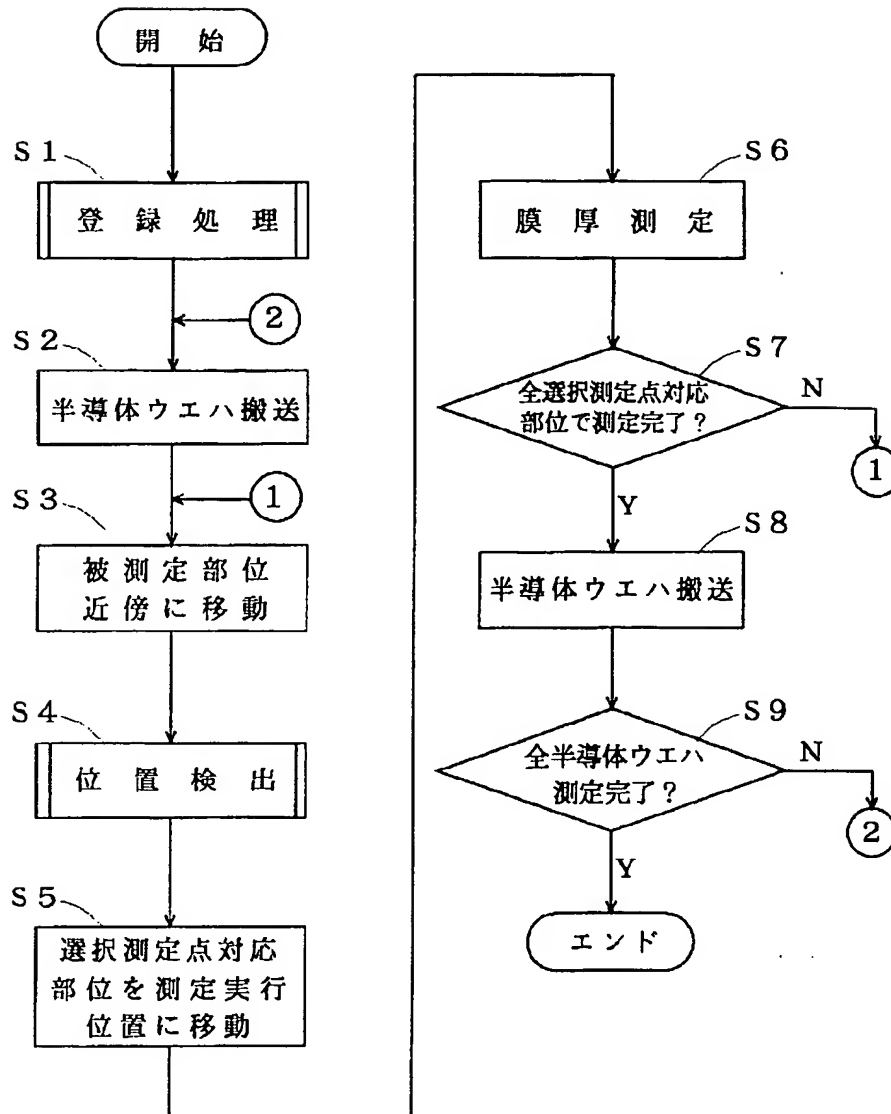 開始
S1
登録処理
2
S2
半導体ウエハ搬送
1
S3
被測定部位
近傍に移動
S4
位置検出
S5
選択測定点対応
部位を測定実行
位置に移動
S6
膜厚測定
S7
全選択測定点対応
部位で測定完了?
N
1
Y
S8
半導体ウエハ搬送
S9
全半導体ウエハ
測定完了?
N
2
Y
エンド